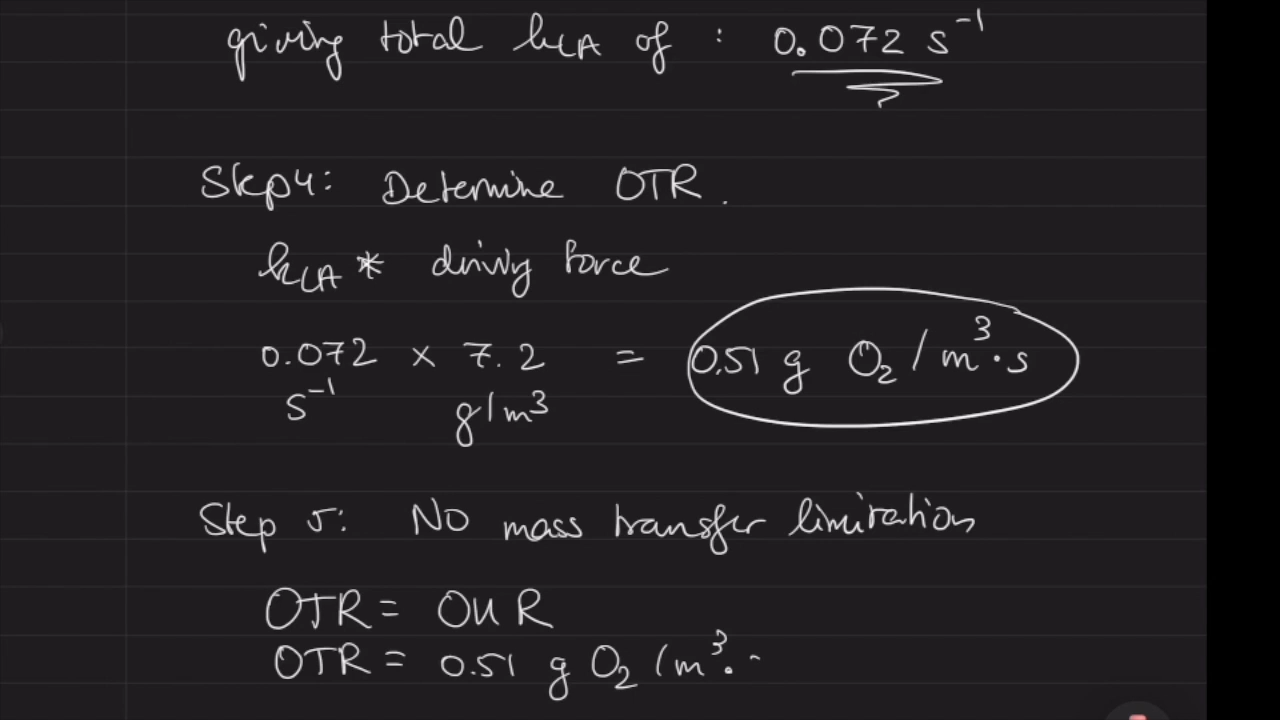 giving total kLA of : 0.072 s⁻¹
Step 4: Determine OTR.
kLA * driving force
0.072 × 7.2 = 0.51 g O₂ / m³·s
s⁻¹ g/m³
Step 5: No mass transfer limitation
OTR = OUR
OTR = 0.51 g O₂ /m³·